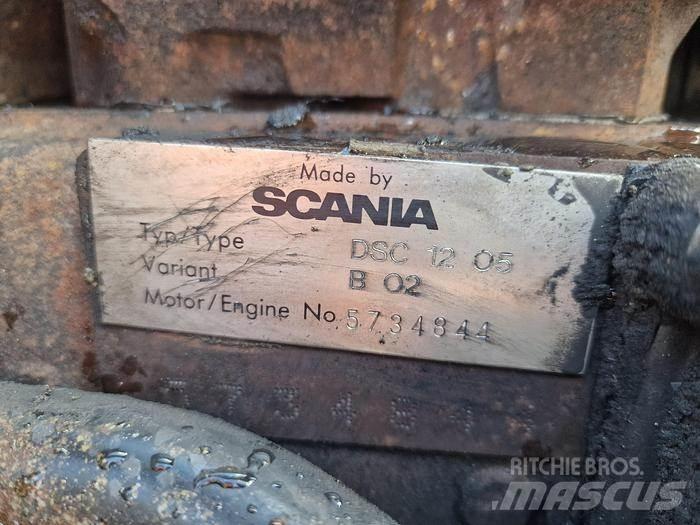 Made by
SCANIA
Typ/Type DSC 12 05
Variant B 02
Motor/Engine No. 5734844
RITCHIE BROS.
MASCUS